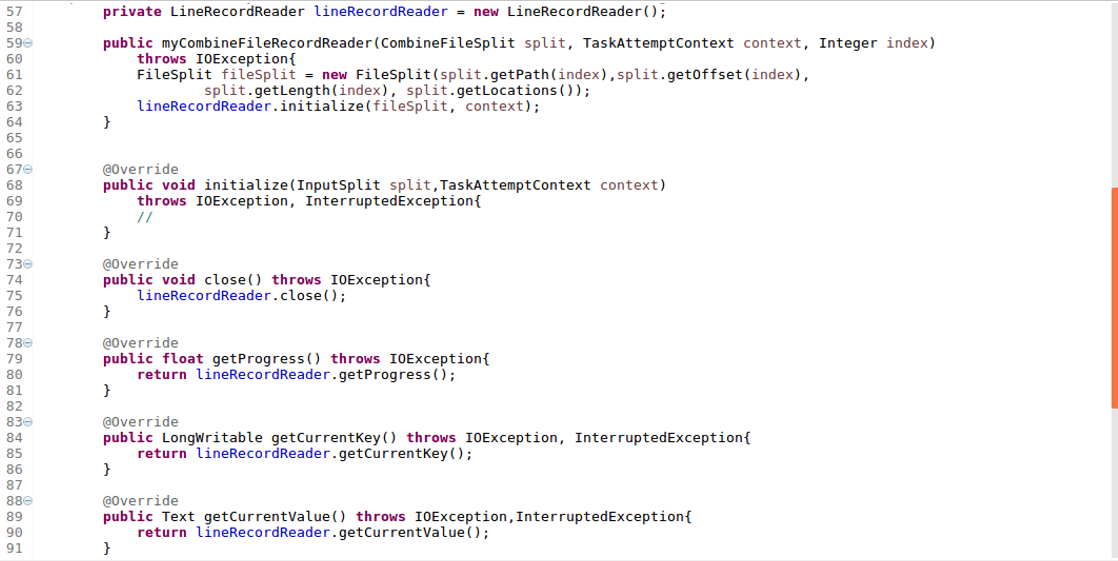 57 private LineRecordReader lineRecordReader = new LineRecordReader();
58
59 public myCombineFileRecordReader(CombineFileSplit split, TaskAttemptContext context, Integer index)
60 throws IOException{
61 FileSplit fileSplit = new FileSplit(split.getPath(index),split.getOffset(index),
62 split.getLength(index), split.getLocations());
63 lineRecordReader.initialize(fileSplit, context);
64 }
65
66
67 @Override
68 public void initialize(InputSplit split,TaskAttemptContext context)
69 throws IOException, InterruptedException{
70 //
71 }
72
73 @Override
74 public void close() throws IOException{
75 lineRecordReader.close();
76 }
77
78 @Override
79 public float getProgress() throws IOException{
80 return lineRecordReader.getProgress();
81 }
82
83 @Override
84 public LongWritable getCurrentKey() throws IOException, InterruptedException{
85 return lineRecordReader.getCurrentKey();
86 }
87
88 @Override
89 public Text getCurrentValue() throws IOException,InterruptedException{
90 return lineRecordReader.getCurrentValue();
91 }